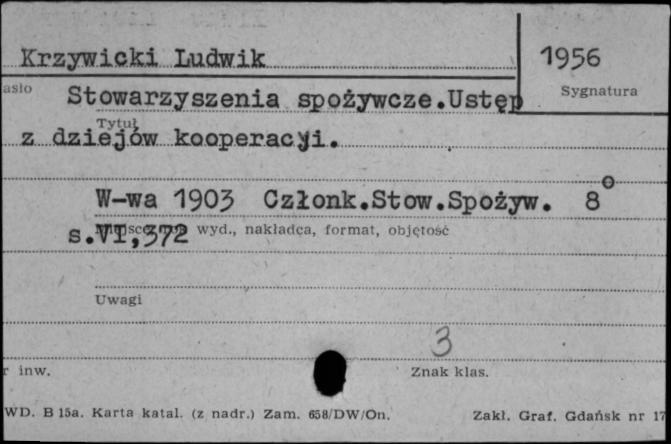 Krzywicki Ludwik 1956
asło Sygnatura
Stowarzyszenia spożywcze.Ustęp
Tytuł
z dziejów kooperacji.
W-wa 1903 Członk.Stow.Spożyw. 8°
wyd., nakładca, format, objętość
s.VI,372
Uwagi
3
r inw. Znak klas.
WD. B 15a. Karta katal. (z nadr.) Zam. 658/DW/On. Zakł. Graf. Gdańsk nr 17